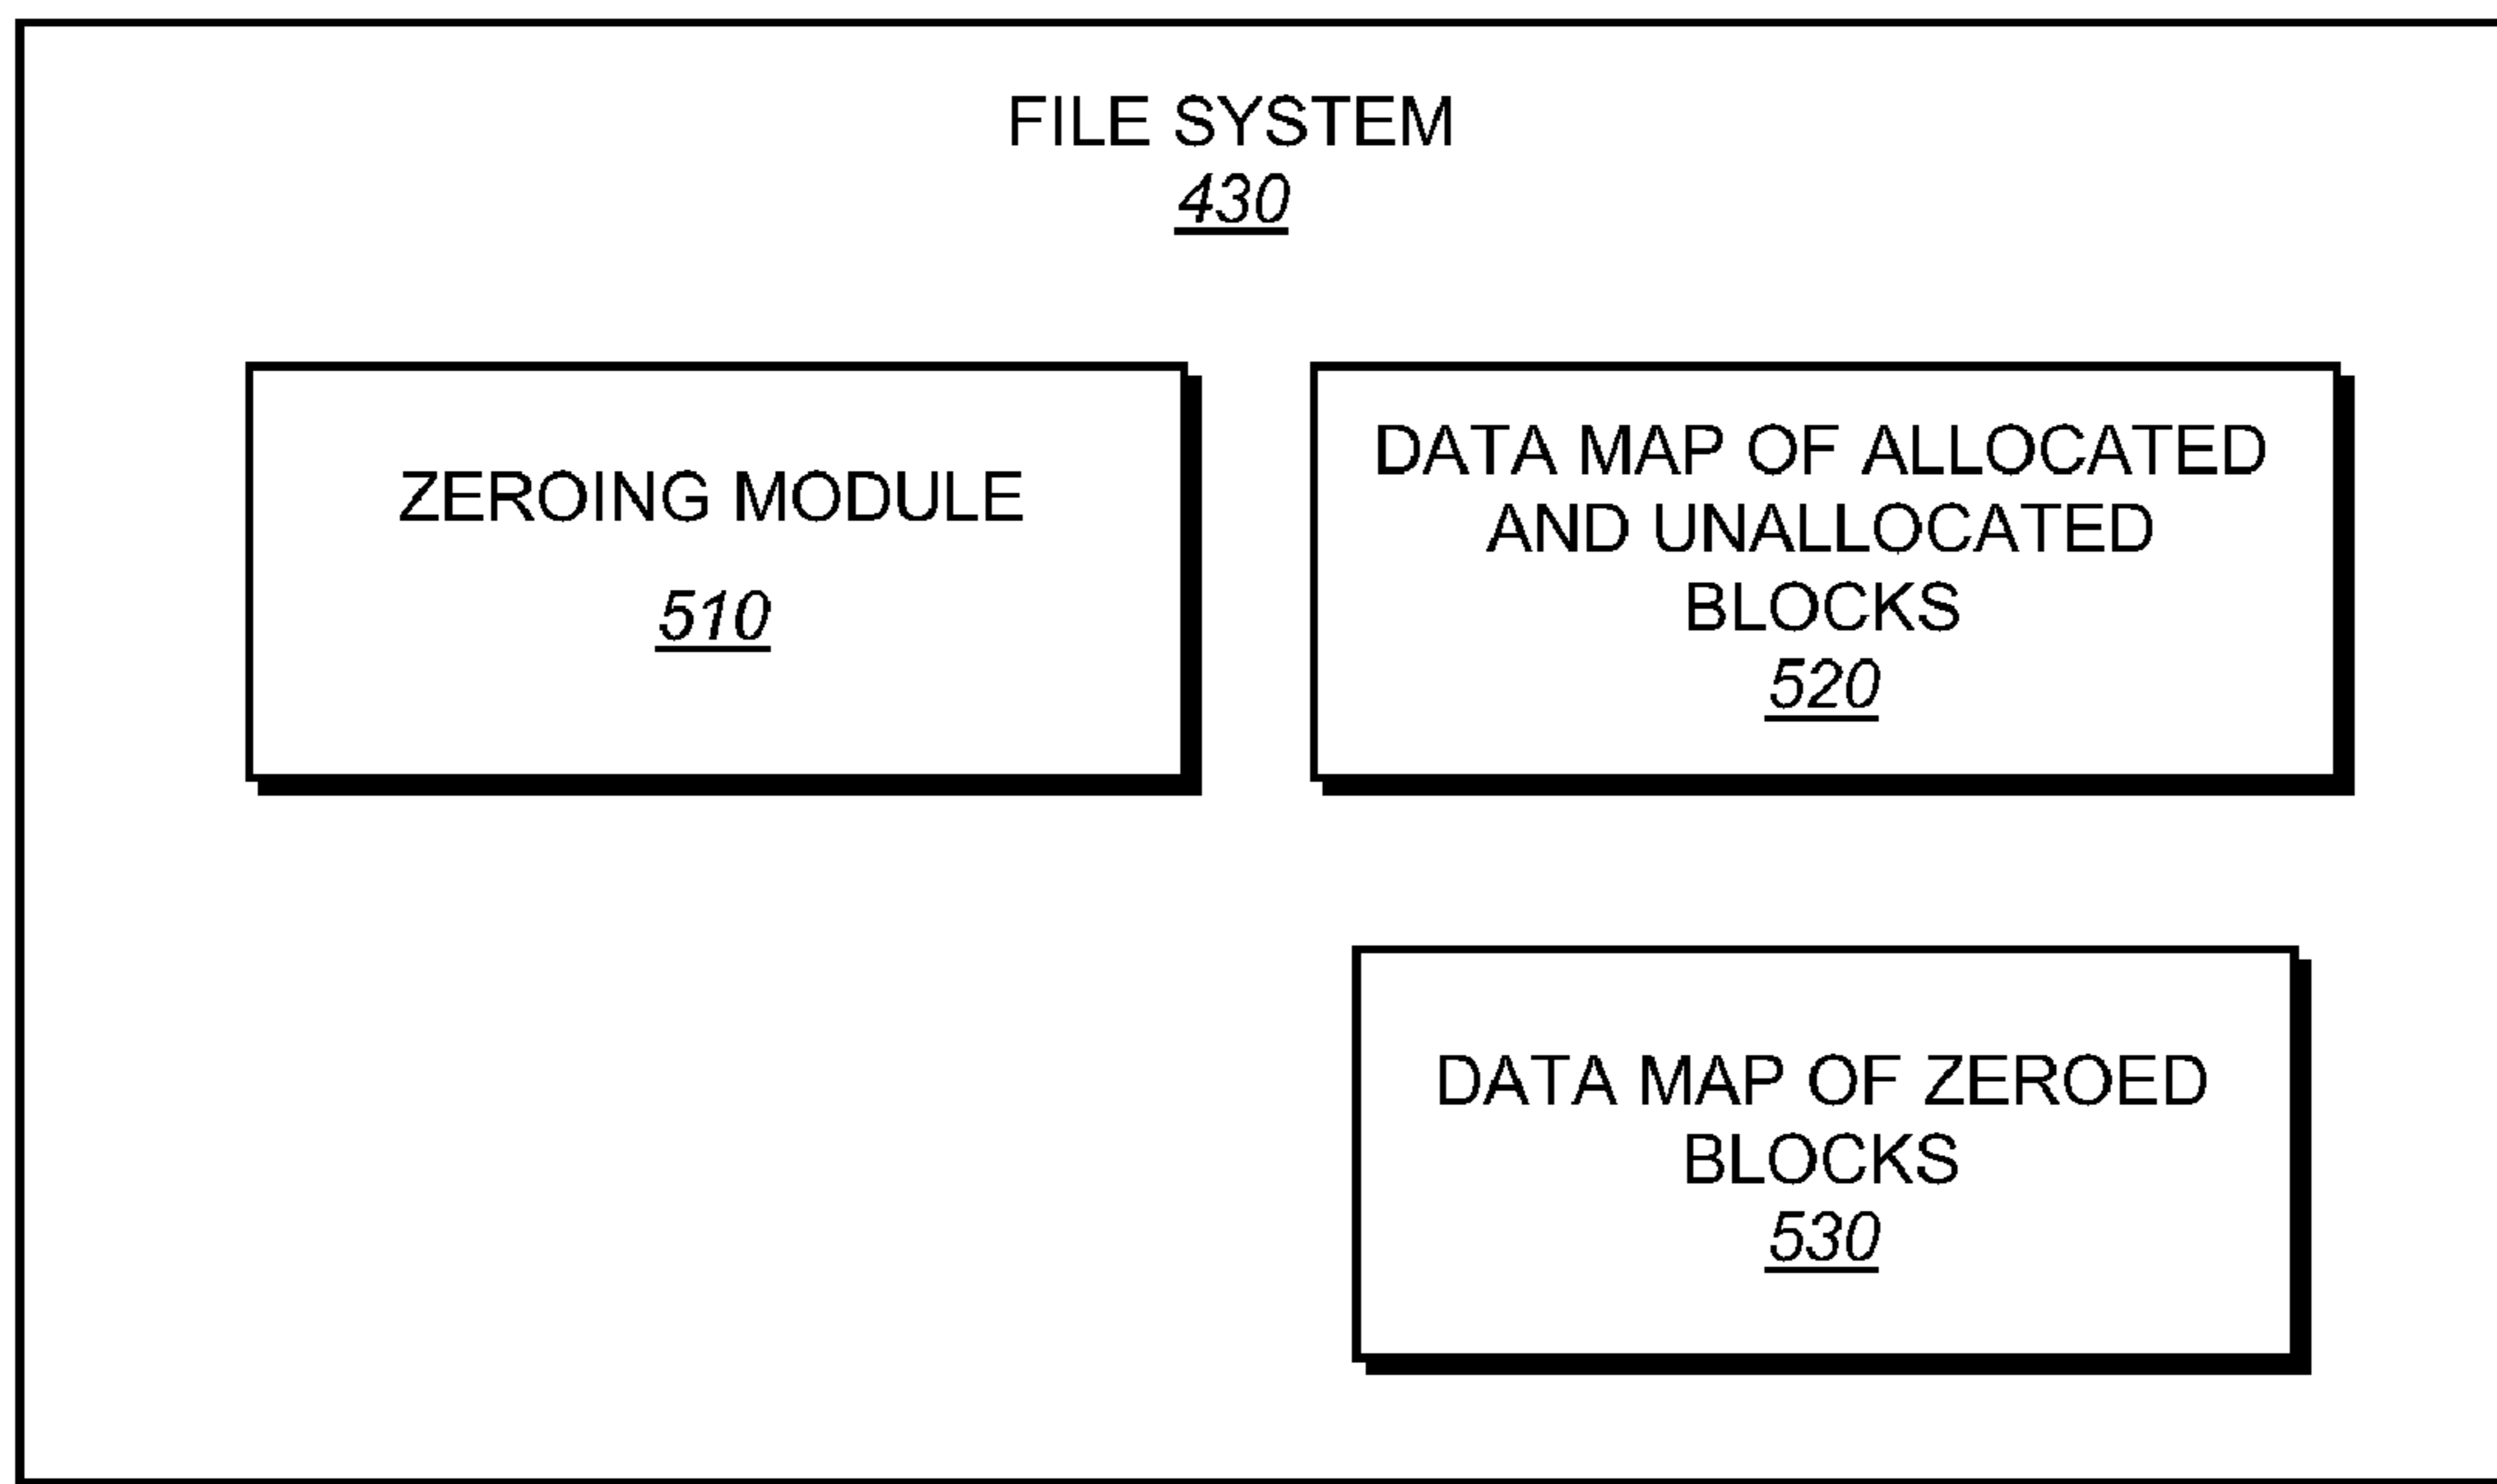 FILE SYSTEM
430
ZEROING MODULE
510
DATA MAP OF ALLOCATED
AND UNALLOCATED
BLOCKS
520
DATA MAP OF ZEROED
BLOCKS
530